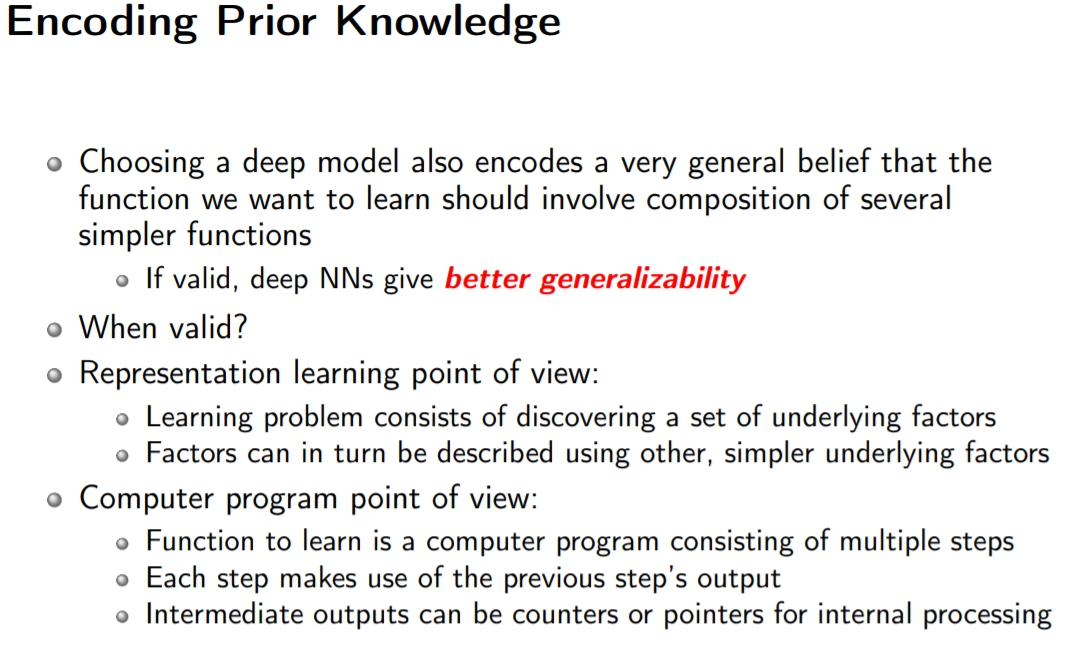 Encoding Prior Knowledge
Choosing a deep model also encodes a very general belief that the
function we want to learn should involve composition of several
simpler functions
If valid, deep NNs give better generalizability
When valid?
Representation learning point of view:
Learning problem consists of discovering a set of underlying factors
Factors can in turn be described using other, simpler underlying factors
Computer program point of view:
Function to learn is a computer program consisting of multiple steps
Each step makes use of the previous step's output
Intermediate outputs can be counters or pointers for internal processing